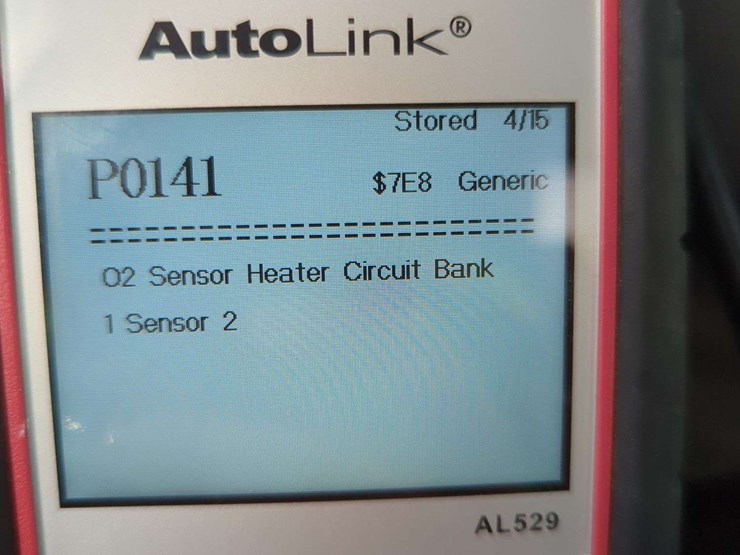 AutoLink®
Stored 4/15
P0141 $7E8 Generic
==========================
O2 Sensor Heater Circuit Bank
1 Sensor 2
AL529